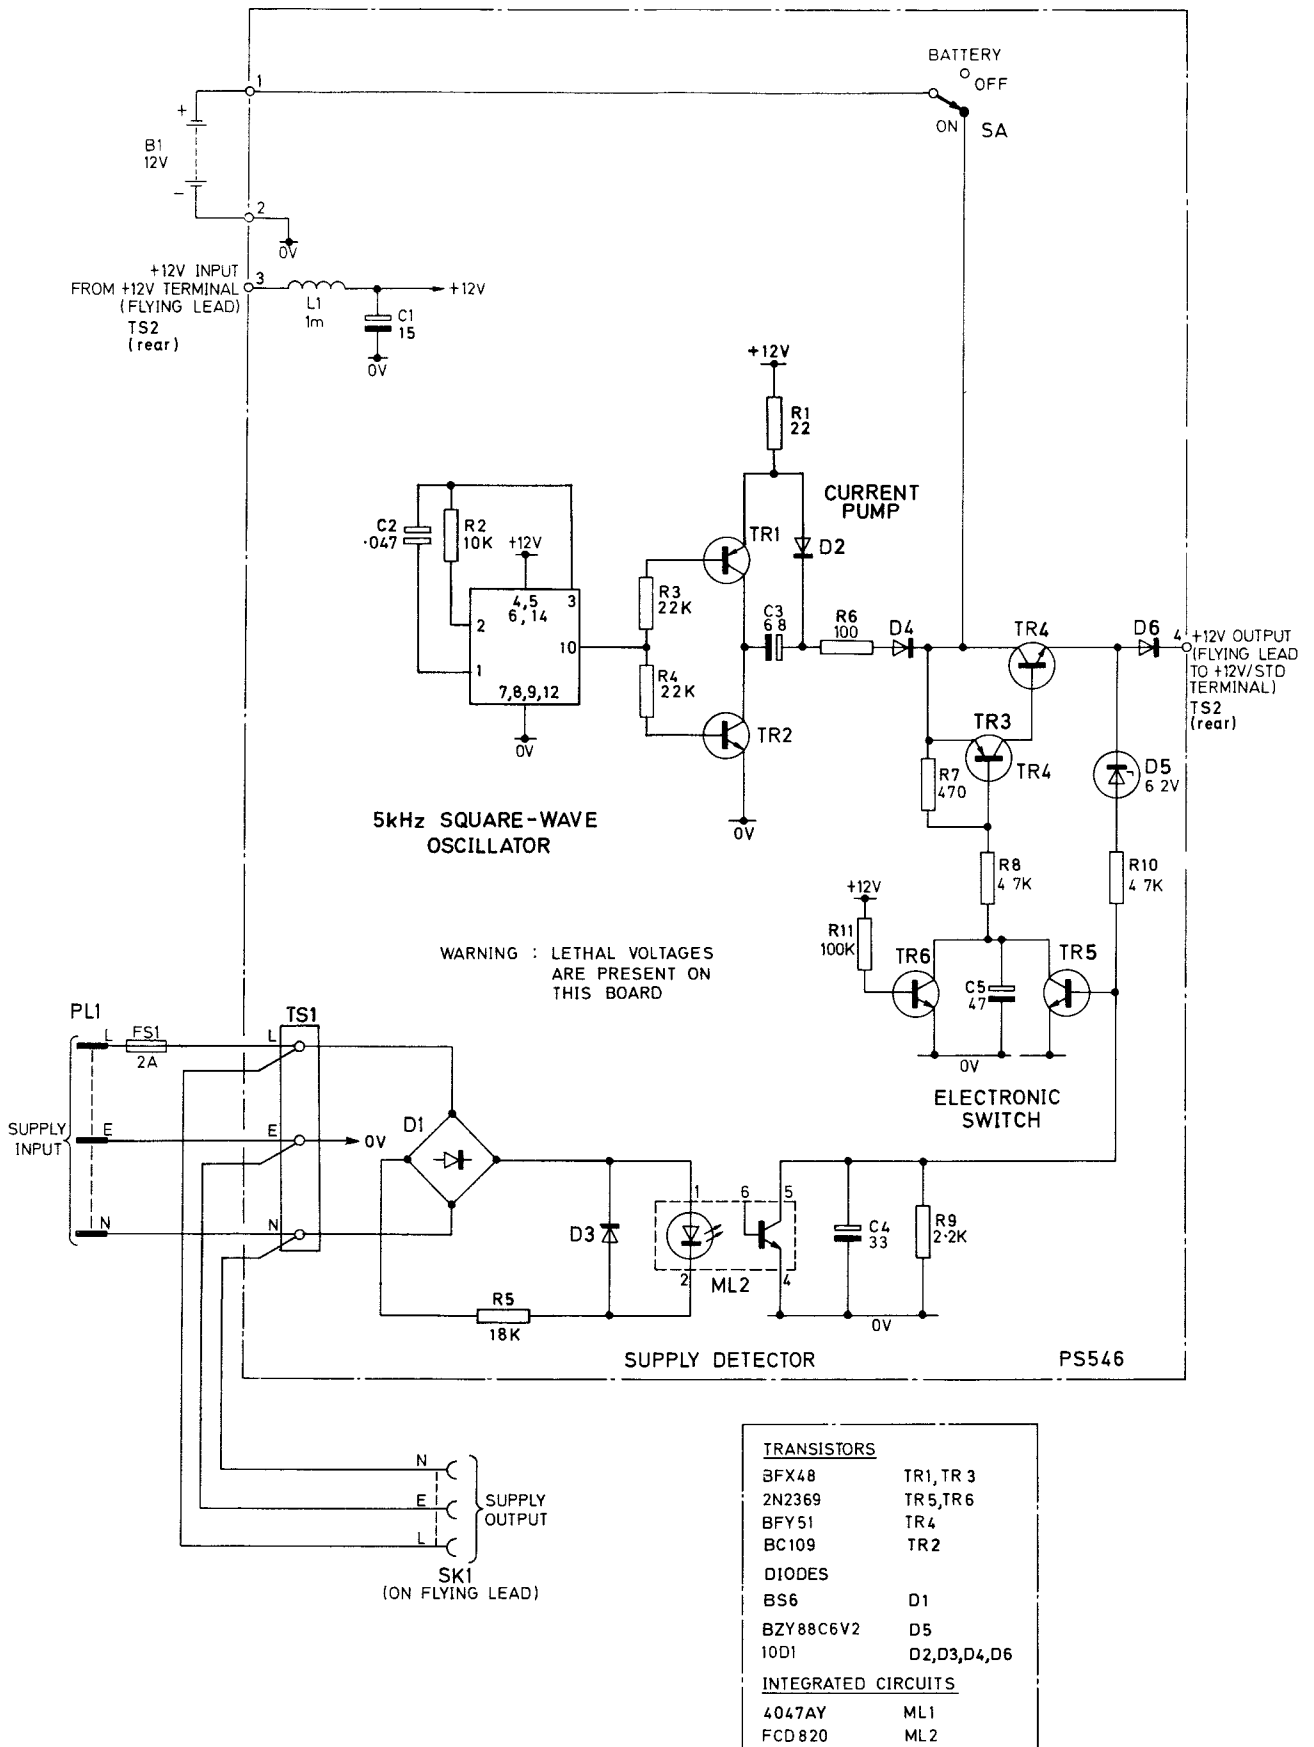 BATTERY
OFF
ON
SA
1
+
B1
12V
-
2
0V
+12V INPUT
FROM +12V TERMINAL
(FLYING LEAD)
TS2
(rear)
3
L1
1m
+12V
C1
15
0V
+12V
R1
22
CURRENT
PUMP
C2
·047
R2
10K
+12V
4,5
6,14
3
2
10
1
7,8,9,12
0V
R3
22K
R4
22K
TR1
D2
C3
6 8
R6
100
D4
TR2
0V
TR4
D6
4
+12V OUTPUT
(FLYING LEAD
TO +12V/STD
TERMINAL)
TS2
(rear)
TR3
TR4
R7
470
D5
6 2V
5kHz SQUARE-WAVE
OSCILLATOR
R8
4 7K
R10
4 7K
+12V
R11
100K
TR6
C5
47
TR5
0V
ELECTRONIC
SWITCH
WARNING : LETHAL VOLTAGES
ARE PRESENT ON
THIS BOARD
PL1
L
FS1
2A
L
TS1
SUPPLY
INPUT
E
E
0V
N
N
D1
D3
R5
18K
1
2
6
5
4
ML2
C4
33
R9
2·2K
0V
SUPPLY DETECTOR
PS546
N
E
L
SUPPLY
OUTPUT
SK1
(ON FLYING LEAD)
TRANSISTORS
BFX48 TR1, TR 3
2N2369 TR5,TR6
BFY51 TR4
BC109 TR2
DIODES
BS6 D1
BZY88C6V2 D5
10D1 D2,D3,D4,D6
INTEGRATED CIRCUITS
4047AY ML1
FCD820 ML2